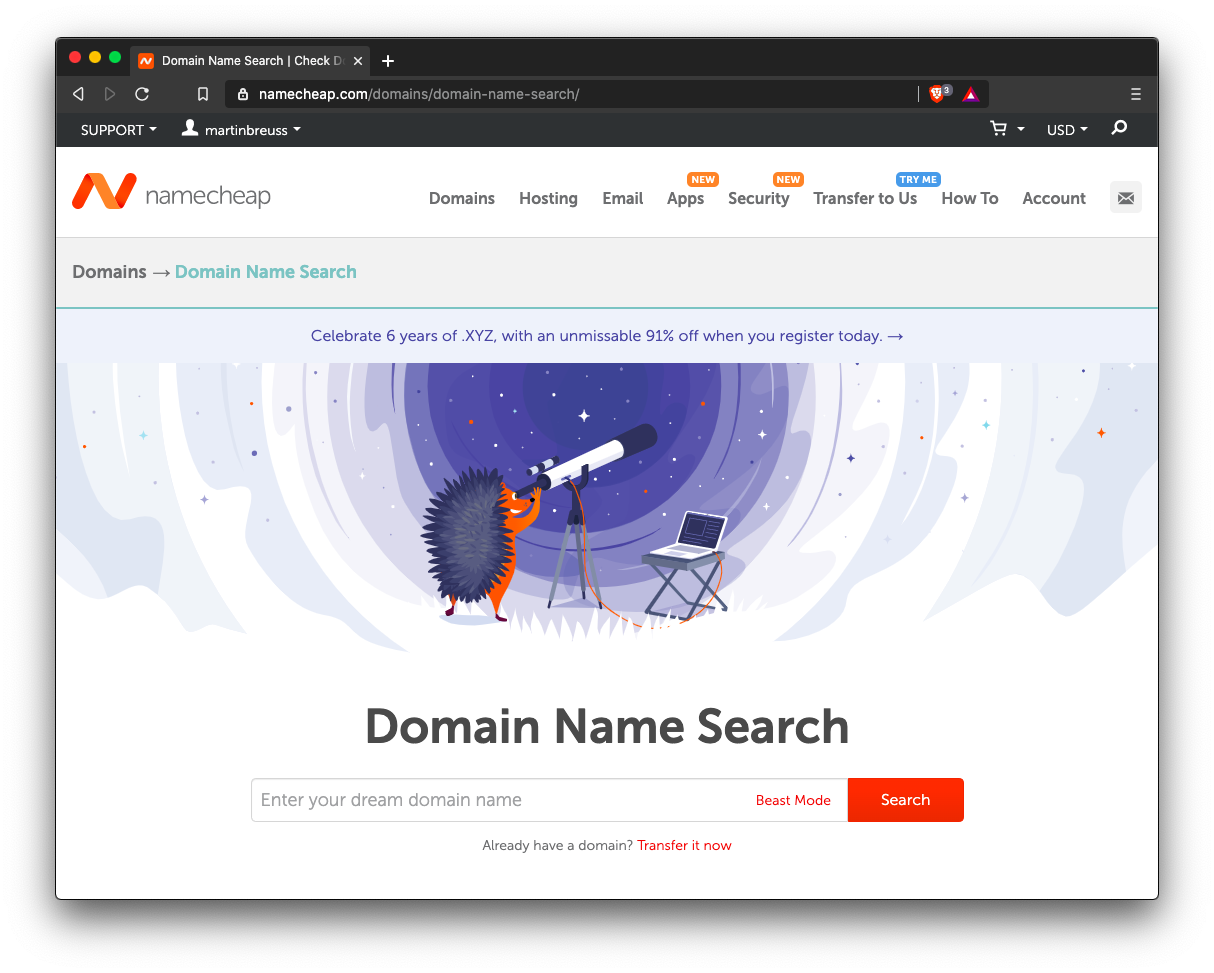 Domain Name Search | Check Do
namecheap.com/domains/domain-name-search/
3
SUPPORT
martinbreuss
USD
namecheap
Domains
Hosting
Email
Apps
NEW
Security
NEW
Transfer to Us
TRY ME
How To
Account
Domains → Domain Name Search
Celebrate 6 years of .XYZ, with an unmissable 91% off when you register today. →
Domain Name Search
Enter your dream domain name
Beast Mode
Search
Already have a domain? Transfer it now